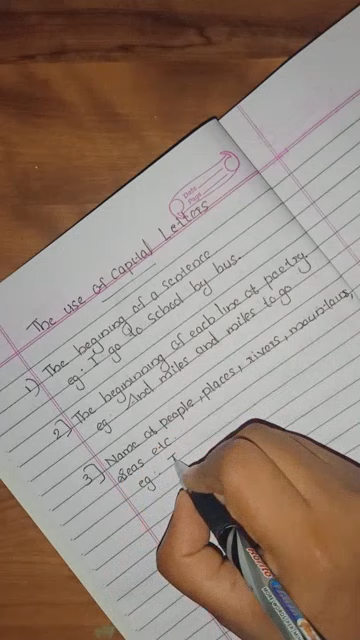 Date
Page
The use of Capital Letters
1) The begining of a sentence
eg:- I go to school by bus.
2) The beginning of each line of poetry
eg: And miles and miles to go
3) Name of people, places, rivers, mountains,
seas etc.
eg:- I